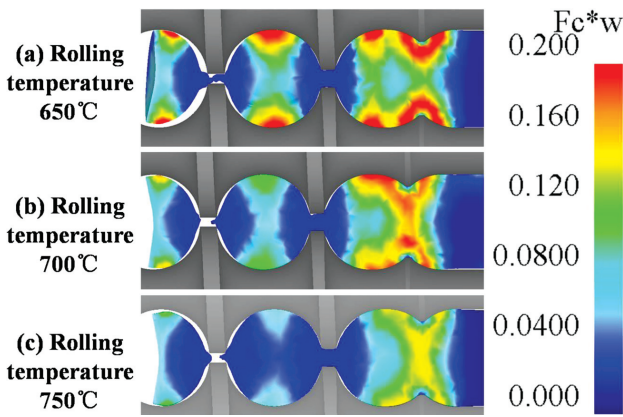 (a) Rolling
temperature
650℃
(b) Rolling
temperature
700℃
(c) Rolling
temperature
750℃
Fc*w
0.200
0.160
0.120
0.0800
0.0400
0.000